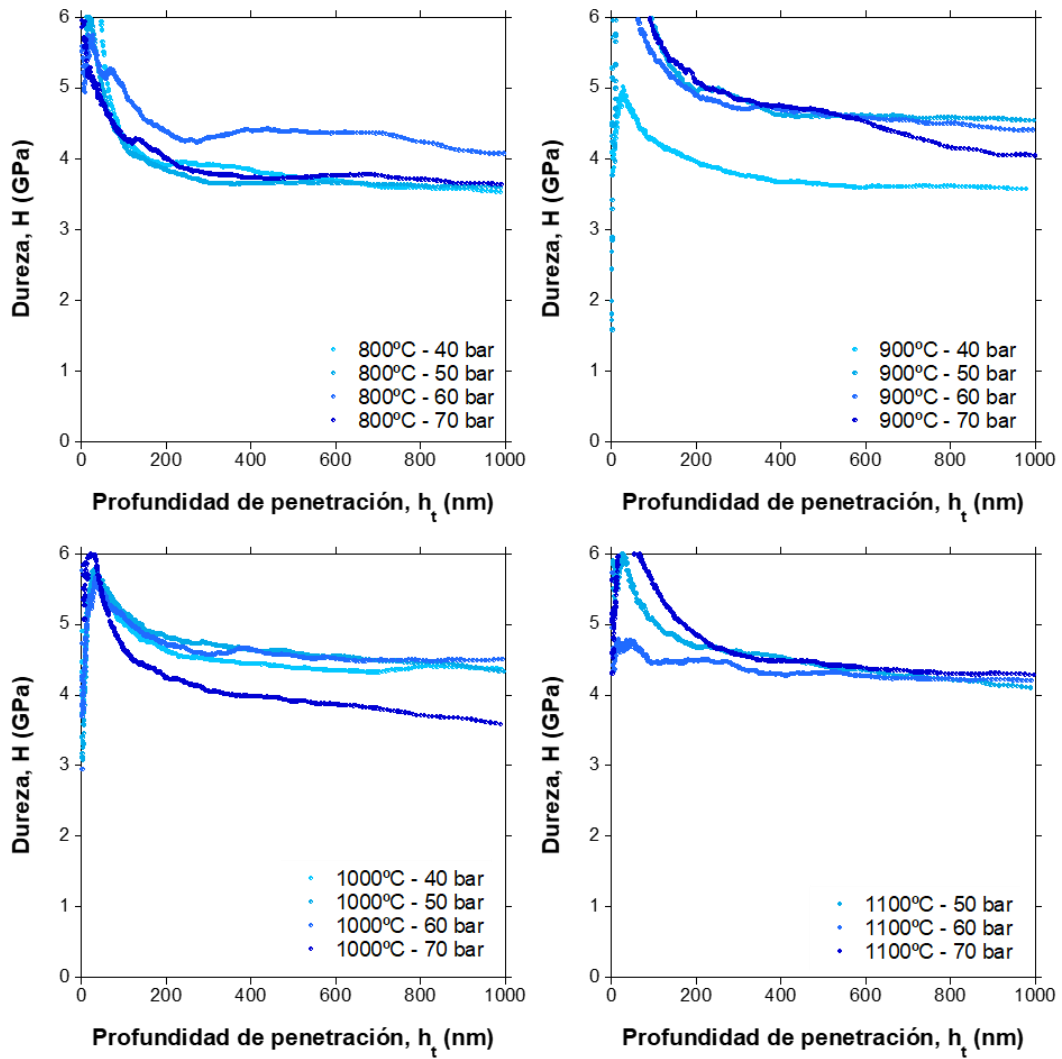 6
5
4
3
2
1
0
Dureza, H (GPa)
800ºC - 40 bar
800ºC - 50 bar
800ºC - 60 bar
800ºC - 70 bar
0 200 400 600 800 1000
Profundidad de penetración, h_t (nm)
6
5
4
3
2
1
0
Dureza, H (GPa)
900ºC - 40 bar
900ºC - 50 bar
900ºC - 60 bar
900ºC - 70 bar
0 200 400 600 800 1000
Profundidad de penetración, h_t (nm)
6
5
4
3
2
1
0
Dureza, H (GPa)
1000ºC - 40 bar
1000ºC - 50 bar
1000ºC - 60 bar
1000ºC - 70 bar
0 200 400 600 800 1000
Profundidad de penetración, h_t (nm)
6
5
4
3
2
1
0
Dureza, H (GPa)
1100ºC - 50 bar
1100ºC - 60 bar
1100ºC - 70 bar
0 200 400 600 800 1000
Profundidad de penetración, h_t (nm)